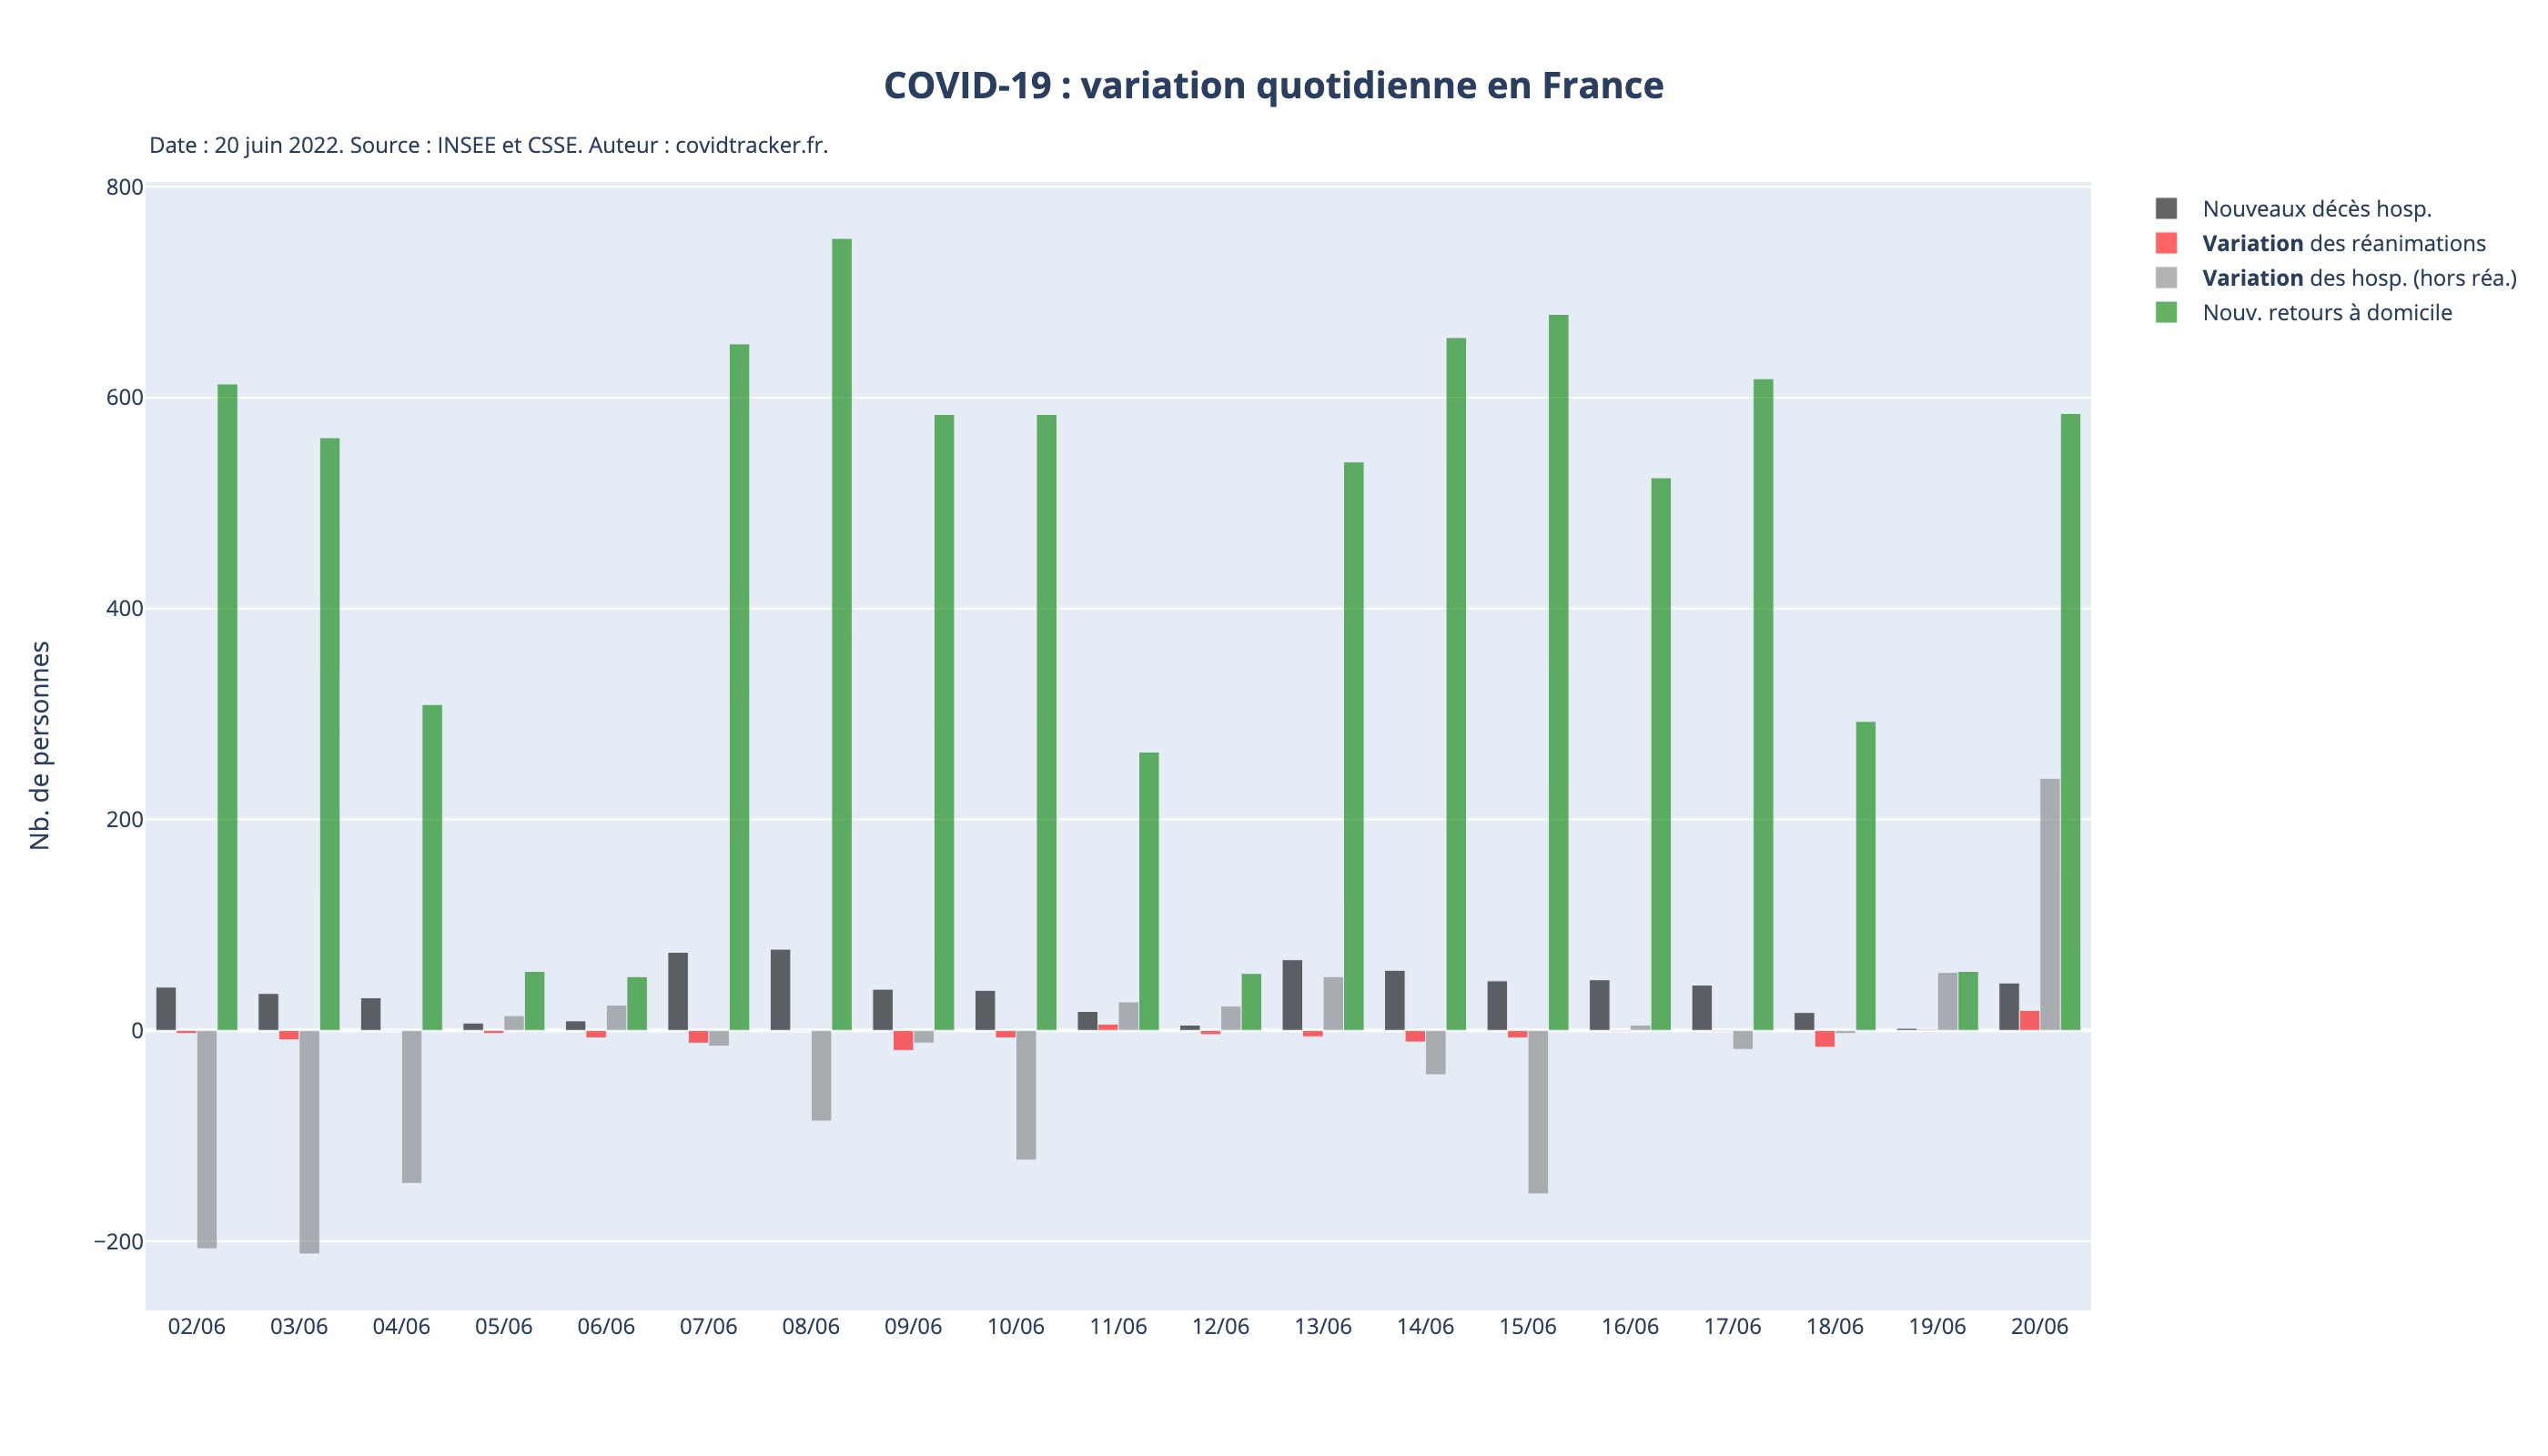 COVID-19 : variation quotidienne en France
Date : 20 juin 2022. Source : INSEE et CSSE. Auteur : covidtracker.fr.
Nouveaux décès hosp.
Variation des réanimations
Variation des hosp. (hors réa.)
Nouv. retours à domicile
Nb. de personnes
800
600
400
200
0
−200
02/06 03/06 04/06 05/06 06/06 07/06 08/06 09/06 10/06 11/06 12/06 13/06 14/06 15/06 16/06 17/06 18/06 19/06 20/06